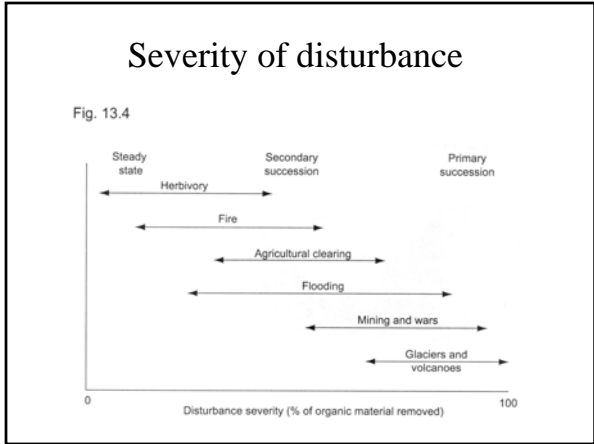 Severity of disturbance
Fig. 13.4
Steady
state
Secondary
succession
Primary
succession
Herbivory
Fire
Agricultural clearing
Flooding
Mining and wars
Glaciers and
volcanoes
0
100
Disturbance severity (% of organic material removed)